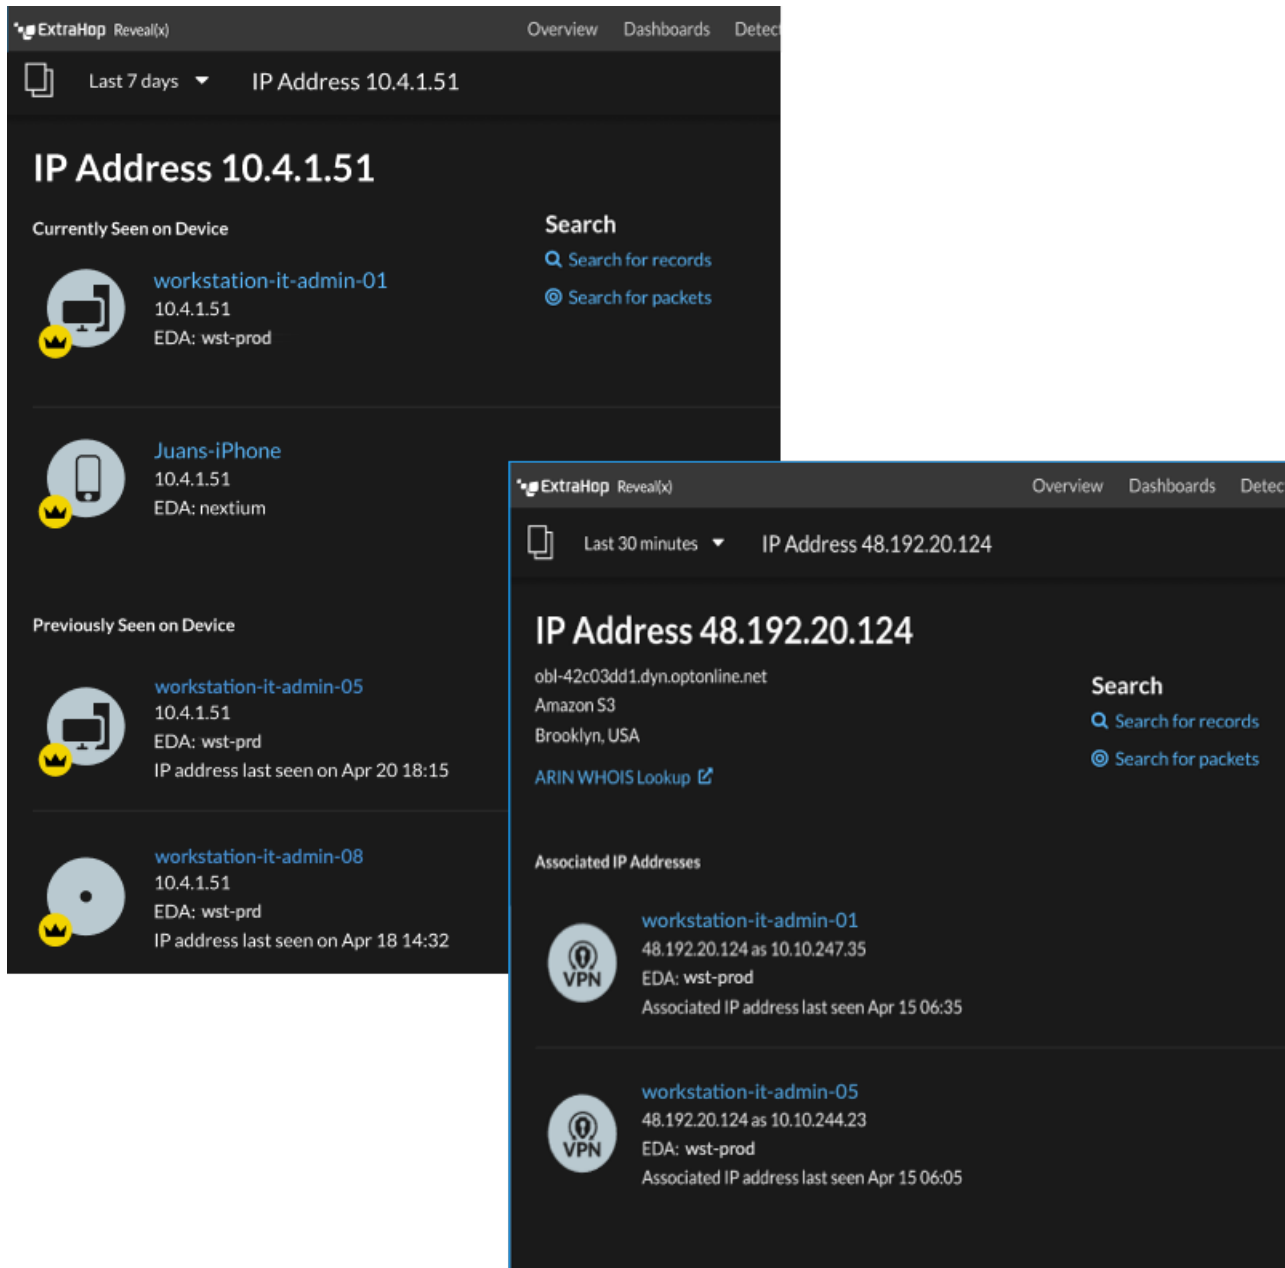 ExtraHop Reveal(x) Overview Dashboards Detec
Last 7 days IP Address 10.4.1.51
IP Address 10.4.1.51
Currently Seen on Device
workstation-it-admin-01
10.4.1.51
EDA: wst-prod
Search
Search for records
Search for packets
Juans-iPhone
10.4.1.51
EDA: nextium
Previously Seen on Device
workstation-it-admin-05
10.4.1.51
EDA: wst-prd
IP address last seen on Apr 20 18:15
workstation-it-admin-08
10.4.1.51
EDA: wst-prd
IP address last seen on Apr 18 14:32
ExtraHop Reveal(x) Overview Dashboards Detec
Last 30 minutes IP Address 48.192.20.124
IP Address 48.192.20.124
obl-42c03dd1.dyn.optonline.net
Amazon S3
Brooklyn, USA
ARIN WHOIS Lookup
Search
Search for records
Search for packets
Associated IP Addresses
VPN
workstation-it-admin-01
48.192.20.124 as 10.10.247.35
EDA: wst-prod
Associated IP address last seen Apr 15 06:35
VPN
workstation-it-admin-05
48.192.20.124 as 10.10.244.23
EDA: wst-prod
Associated IP address last seen Apr 15 06:05